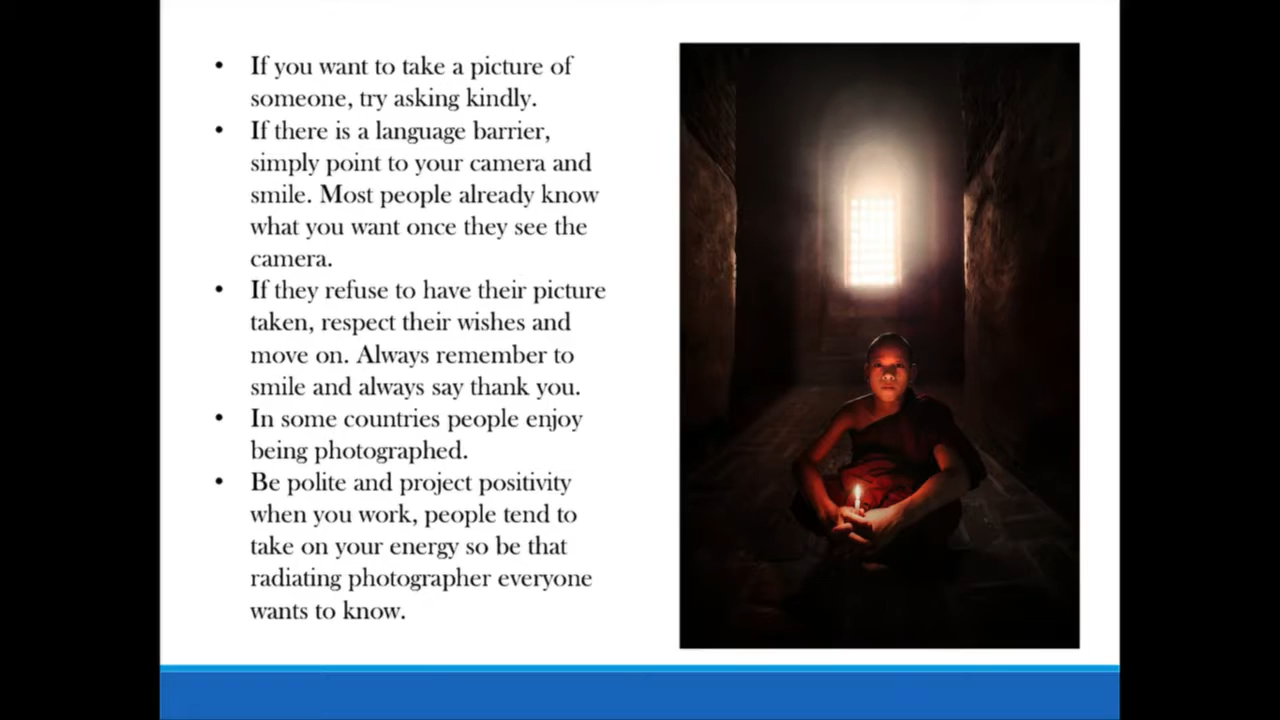 • If you want to take a picture of
someone, try asking kindly.
• If there is a language barrier,
simply point to your camera and
smile. Most people already know
what you want once they see the
camera.
• If they refuse to have their picture
taken, respect their wishes and
move on. Always remember to
smile and always say thank you.
• In some countries people enjoy
being photographed.
• Be polite and project positivity
when you work, people tend to
take on your energy so be that
radiating photographer everyone
wants to know.